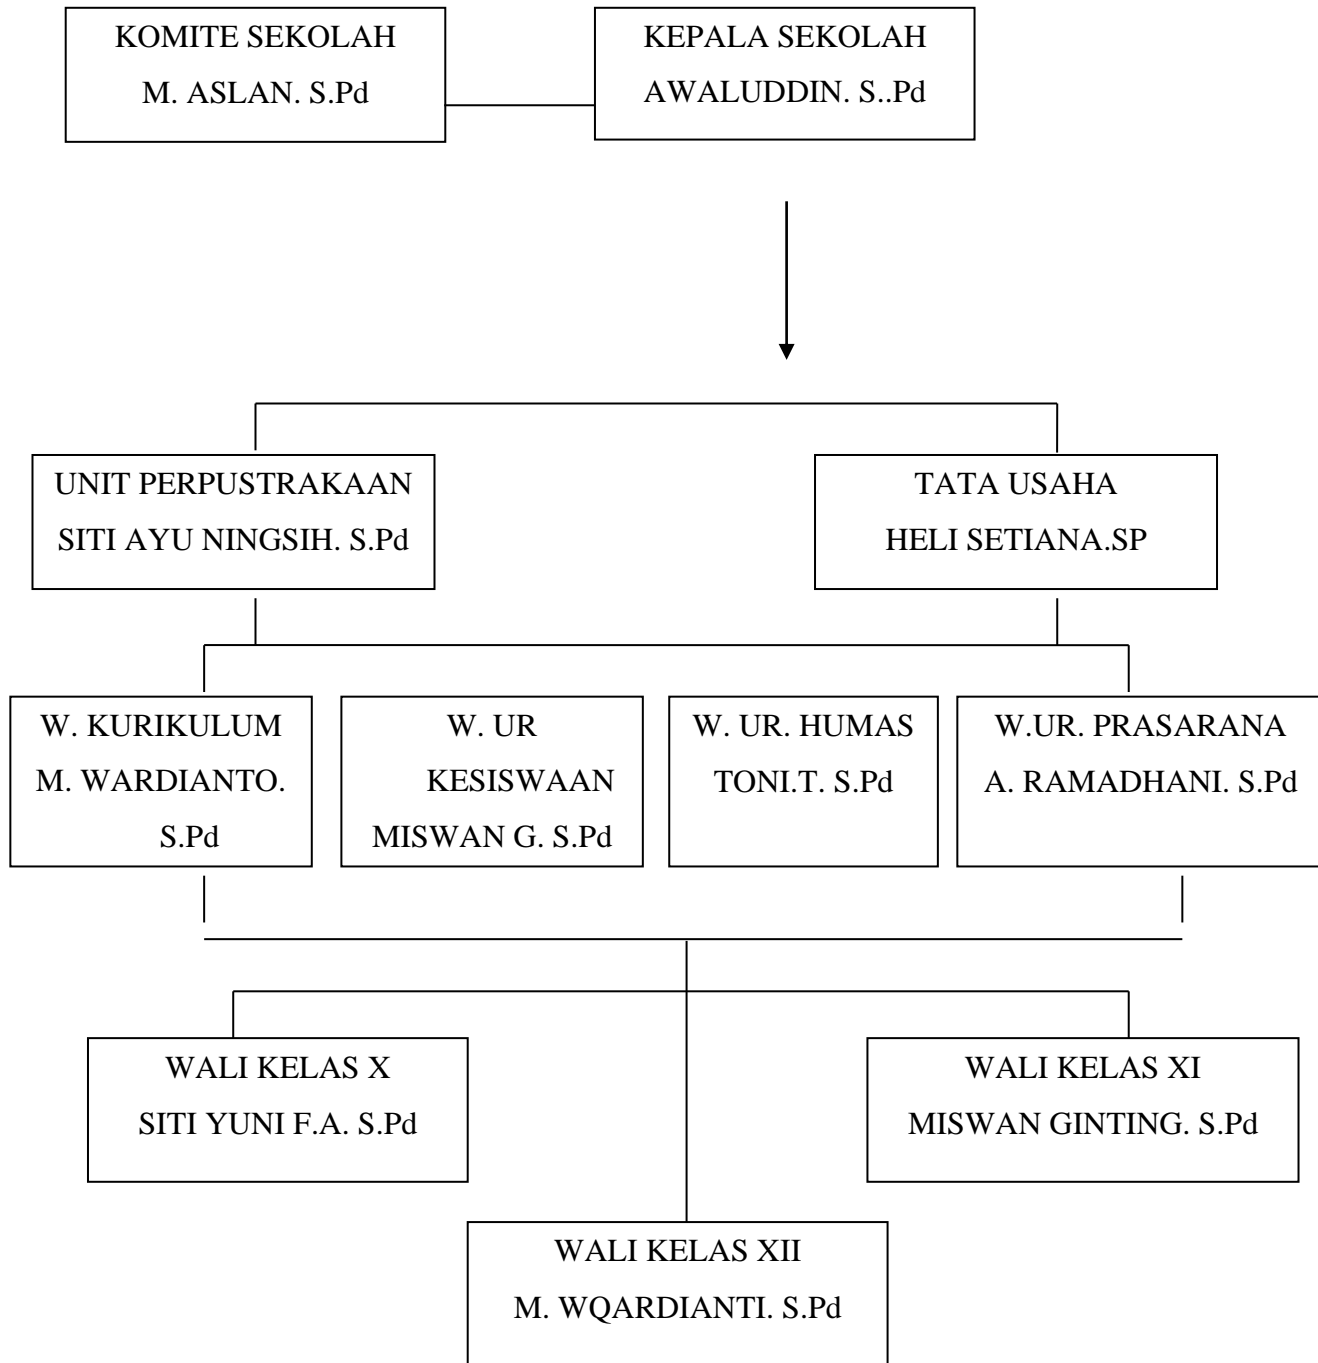 KOMITE SEKOLAH
M. ASLAN. S.Pd
KEPALA SEKOLAH
AWALUDDIN. S..Pd
UNIT PERPUSTRAKAAN
SITI AYU NINGSIH. S.Pd
TATA USAHA
HELI SETIANA.SP
W. KURIKULUM
M. WARDIANTO.
S.Pd
W. UR
KESISWAAN
MISWAN G. S.Pd
W. UR. HUMAS
TONI.T. S.Pd
W.UR. PRASARANA
A. RAMADHANI. S.Pd
WALI KELAS X
SITI YUNI F.A. S.Pd
WALI KELAS XI
MISWAN GINTING. S.Pd
WALI KELAS XII
M. WQARDIANTI. S.Pd